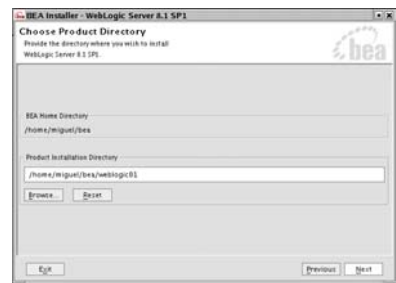 BEA Installer - WebLogic Server 8.1 SP1
Choose Product Directory
Provide the directory where you wish to install
WebLogic Server 8.1 SP1.
bea
BEA Home Directory
/home/miguel/bea
Product Installation Directory
/home/miguel/bea/weblogic81
Browse...
Reset
Exit
Previous
Next